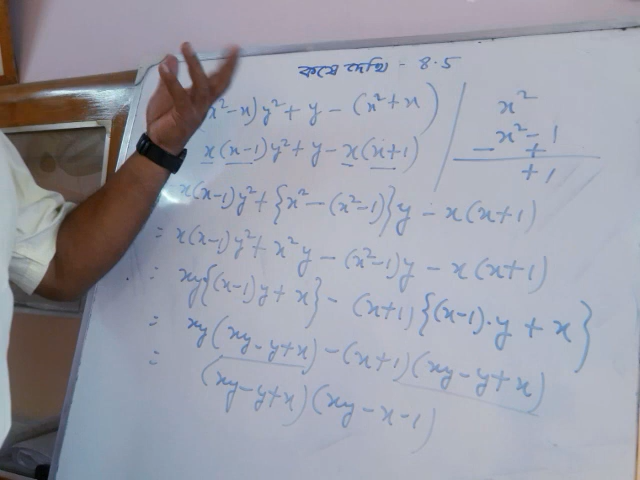 কষে দেখি - 8.5
(x²-x)y² + y - (x²+x)
x(x-1)y² + y - x(x+1)
x(x-1)y² + {x² - (x²-1)}y - x(x+1)
= x(x-1)y² + x²y - (x²-1)y - x(x+1)
= xy{(x-1)y + x} - (x+1){(x-1)·y + x}
= xy(xy-y+x) - (x+1)(xy-y+x)
= (xy-y+x)(xy-x-1)
x²
x² - 1
- +
+1